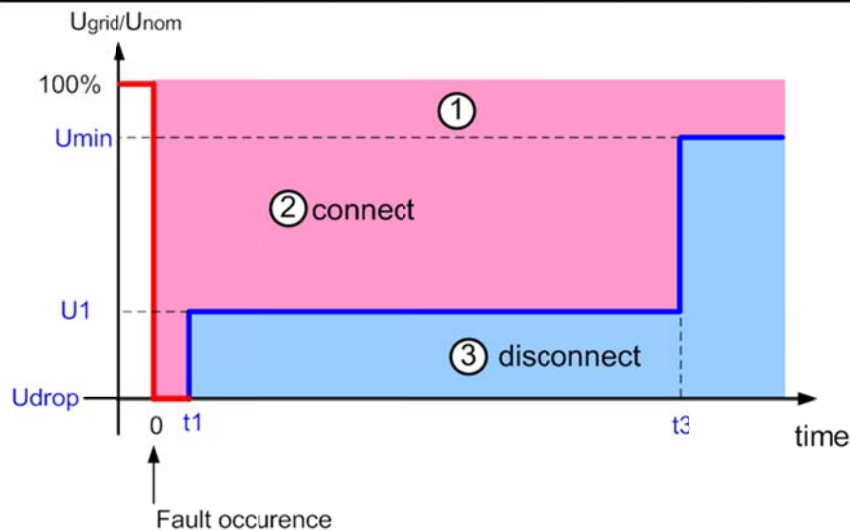 Ugrid/Unom
100%
1
Umin
2 connect
U1
3 disconnect
Udrop
0 t1 t3
time
Fault occurence